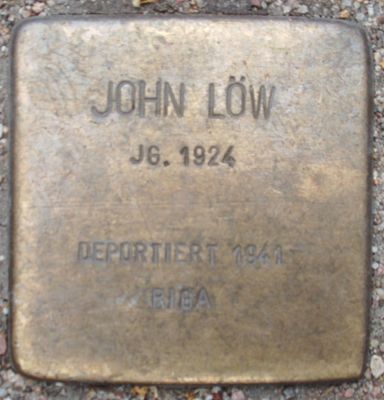 JOHN LÖW
JG. 1924
DEPORTIERT 1941
RIGA